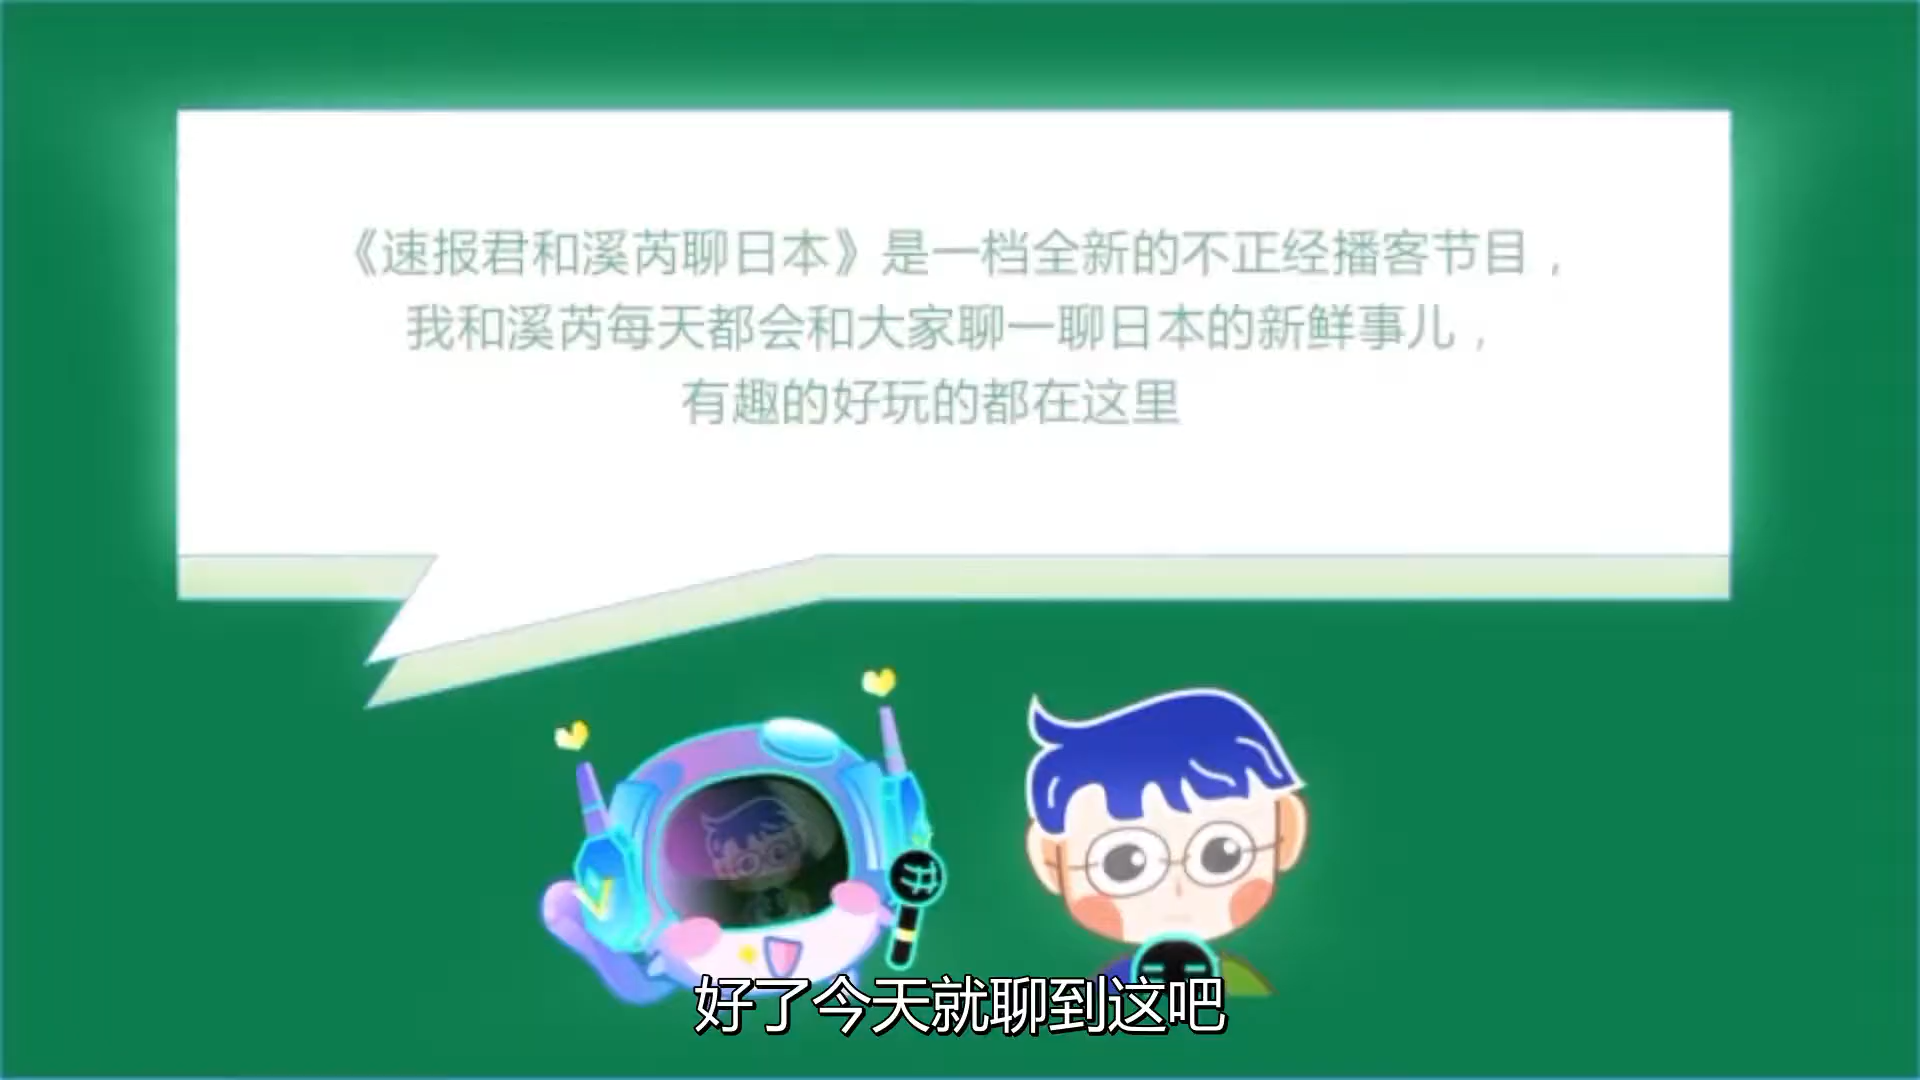 《速报君和溪芮聊日本》是一档全新的不正经播客节目，
我和溪芮每天都会和大家聊一聊日本的新鲜事儿，
有趣的好玩的都在这里
好了今天就聊到这吧